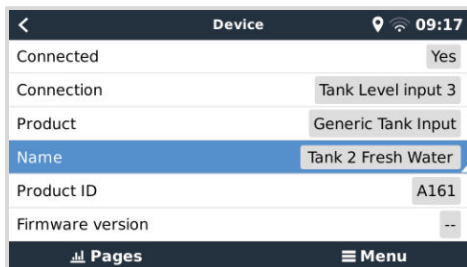 Device 09:17
Connected Yes
Connection Tank Level input 3
Product Generic Tank Input
Name Tank 2 Fresh Water
Product ID A161
Firmware version --
Pages Menu